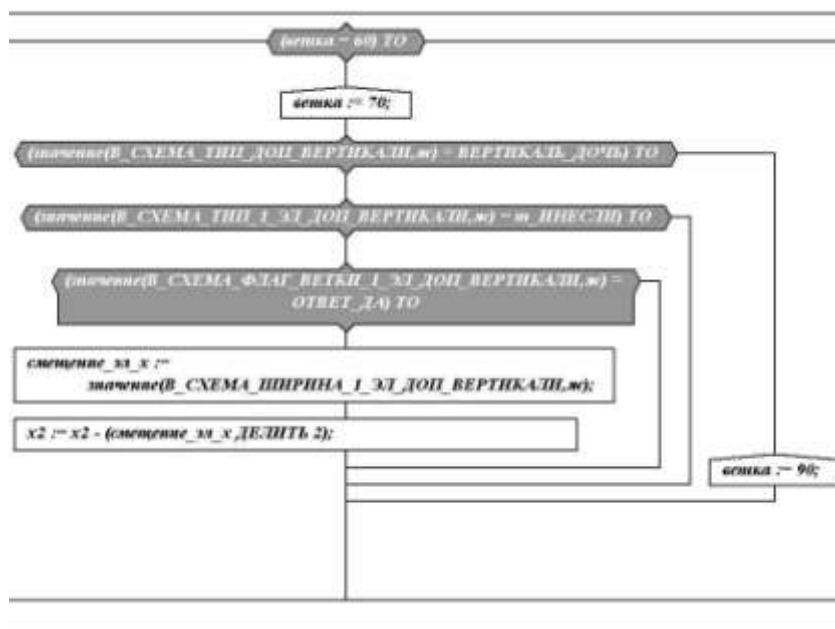 (ветка = 60) ТО
ветка := 70;
(значение(В_СХЕМА_ТИП_ДОП_ВЕРТИКАЛИ,ж) = ВЕРТИКАЛЬ_ДОЧЬ) ТО
(значение(В_СХЕМА_ТИП_1_ЭЛ_ДОП_ВЕРТИКАЛИ,ж) = т_ИНЕСЛИ) ТО
(значение(В_СХЕМА_ФЛАГ_ВЕТКИ_1_ЭЛ_ДОП_ВЕРТИКАЛИ,ж) =
ОТВЕТ_ДА) ТО
смещение_эл_х :=
значение(В_СХЕМА_ШИРИНА_1_ЭЛ_ДОП_ВЕРТИКАЛИ,ж);
х2 := х2 - (смещение_эл_х ДЕЛИТЬ 2);
ветка := 90;